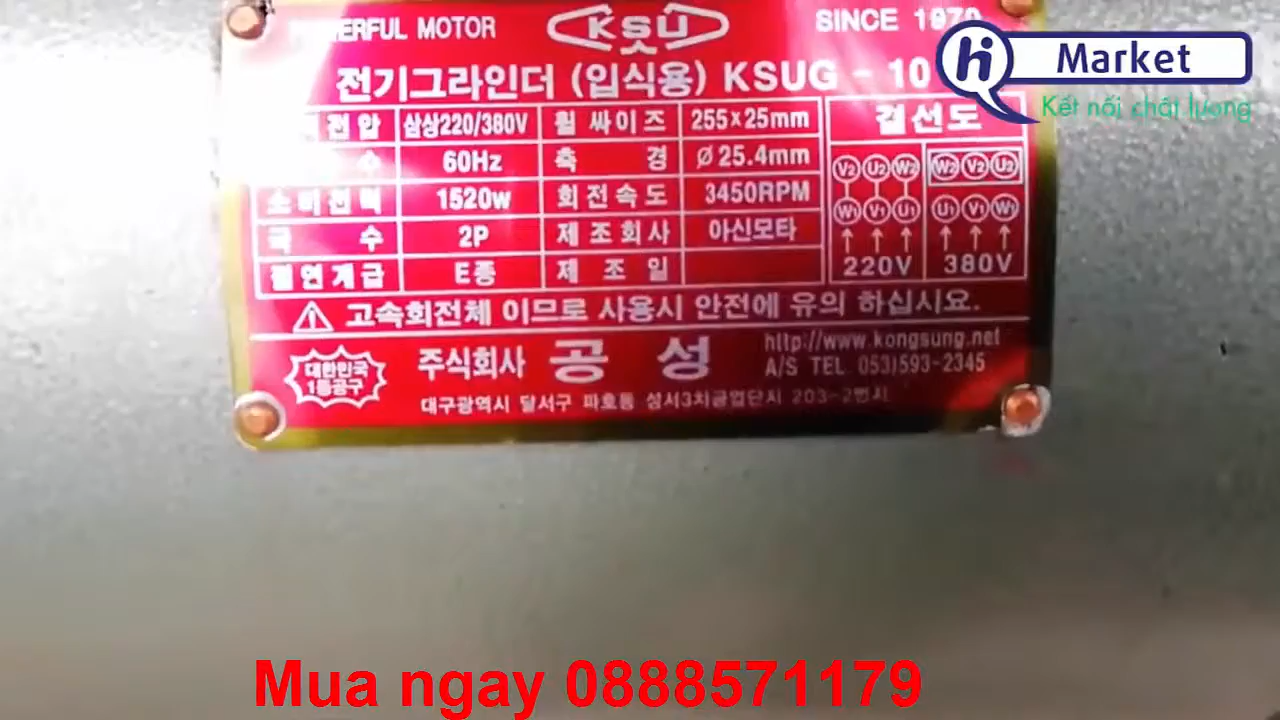 POWERFUL MOTOR KSU SINCE 1970
전기그라인더 (입식용) KSUG - 10
전압 삼상220/380V 휠 싸이즈 255x25mm 결선도
수 60Hz 축 경 ø25.4mm
소비전력 1520w 회전속도 3450RPM
극 수 2P 제조회사 아신모타
절연계급 E종 제 조 일
V2 U2 W2 W2 V2 U2
W1 V1 U1 U1 V1 W1
220V 380V
⚠ 고속회전체 이므로 사용시 안전에 유의 하십시요.
대한민국
1등공구
주식회사 공 성
http://www.kongsung.net
A/S TEL. 053)593-2345
대구광역시 달서구 파호동 성서3차공업단지 203-2번지
hi Market
Kết nối chất lượng
Mua ngay 0888571179